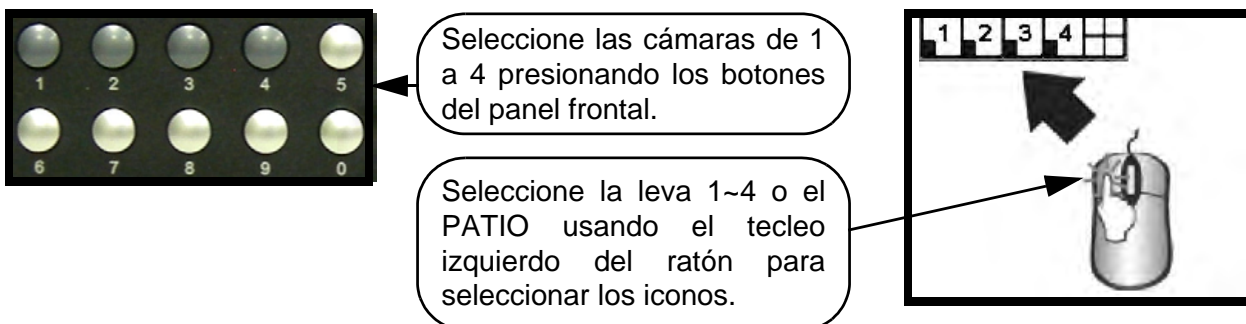 1 2 3 4 5
6 7 8 9 0
Seleccione las cámaras de 1
a 4 presionando los botones
del panel frontal.
Seleccione la leva 1~4 o el
PATIO usando el tecleo
izquierdo del ratón para
seleccionar los iconos.
1 2 3 4